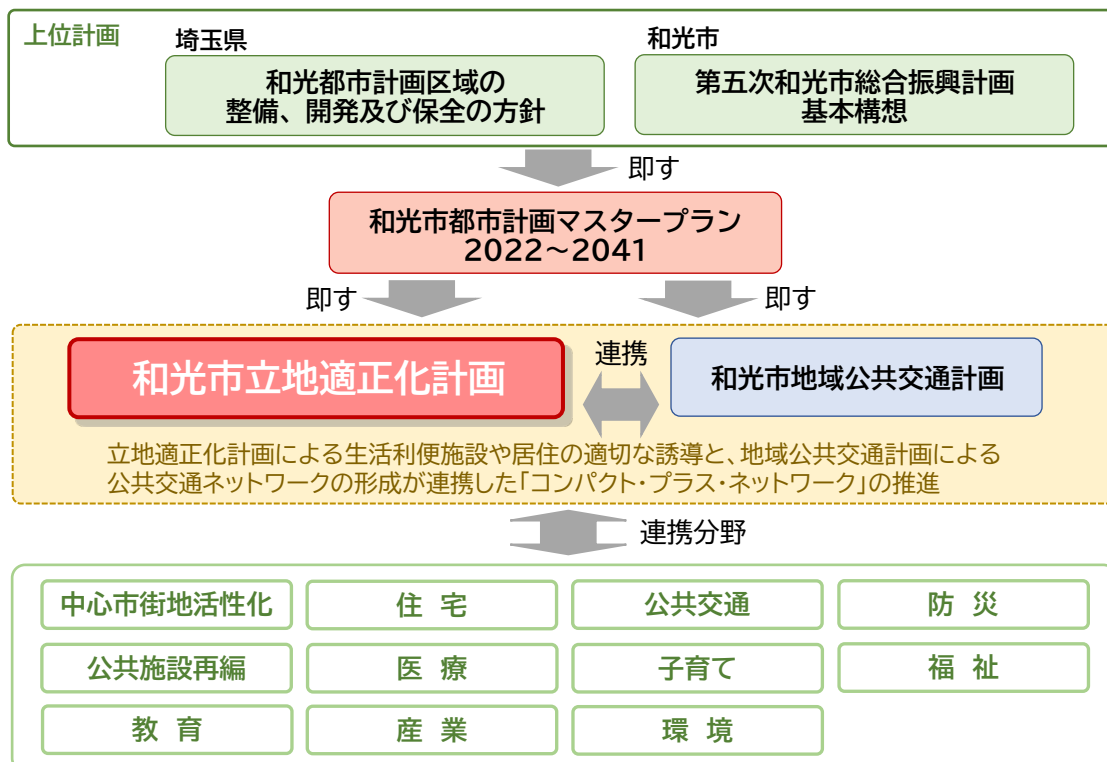 上位計画
埼玉県
和光都市計画区域の
整備、開発及び保全の方針
和光市
第五次和光市総合振興計画
基本構想
即す
和光市都市計画マスタープラン
2022～2041
即す
即す
和光市立地適正化計画
連携
和光市地域公共交通計画
立地適正化計画による生活利便施設や居住の適切な誘導と、地域公共交通計画による
公共交通ネットワークの形成が連携した「コンパクト・プラス・ネットワーク」の推進
連携分野
中心市街地活性化
住 宅
公共交通
防 災
公共施設再編
医 療
子育て
福 祉
教 育
産 業
環 境